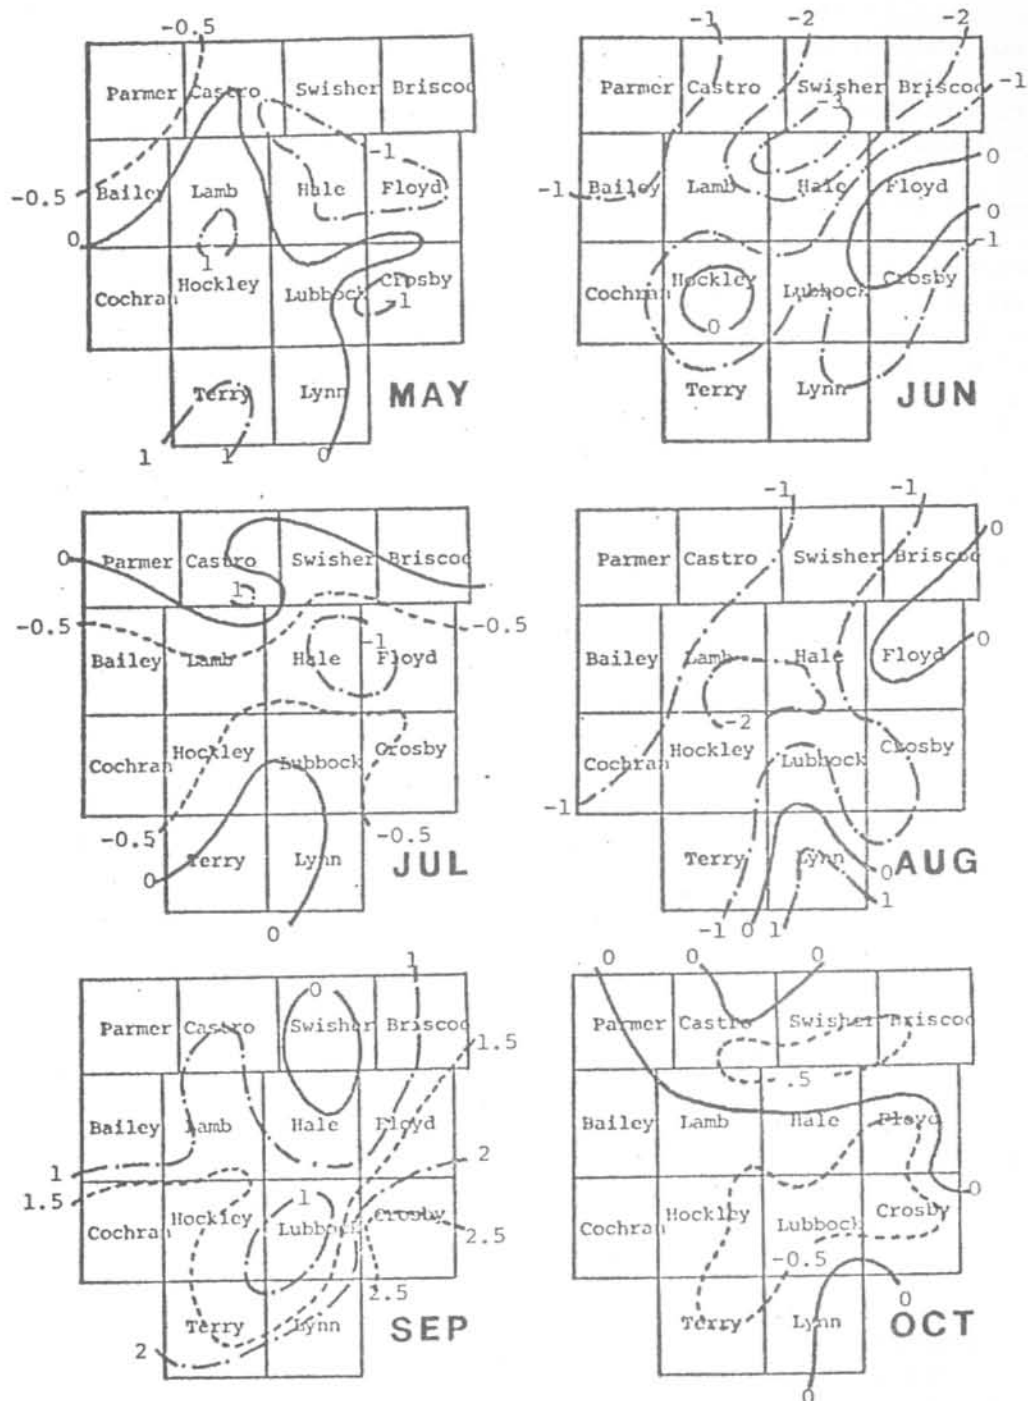 -0.5
Parmer Castro Swisher Briscoe
-1
-0.5 Bailey Lamb Hale Floyd
0
1
Cochran Hockley Lubbock Crosby
1
Terry Lynn MAY
1 1 0
-1 -2 -2
Parmer Castro Swisher Briscoe -1
-3
0
-1 Bailey Lamb Hale Floyd
0
-1
Cochran Hockley Lubbock Crosby
0
Terry Lynn JUN
0 Parmer Castro Swisher Briscoe
1
-0.5 -0.5
-1
Bailey Lamb Hale Floyd
Cochran Hockley Lubbock Crosby
-0.5 -0.5
Terry Lynn JUL
0
0
-1 -1
0
Parmer Castro Swisher Briscoe
0
Bailey Lamb Hale Floyd
-2
Cochran Hockley Lubbock Crosby
-1
Terry Lynn 0 AUG
1
-1 0 1
1
0
Parmer Castro Swisher Briscoe
1.5
Bailey Lamb Hale Floyd
1 2
1.5 1
Cochran Hockley Lubbock Crosby
2.5
2.5
Terry Lynn SEP
2
0 0 0
Parmer Castro Swisher Briscoe
.5
Bailey Lamb Hale Floyd
0
Cochran Hockley Lubbock Crosby
-0.5
0
Terry Lynn OCT
0